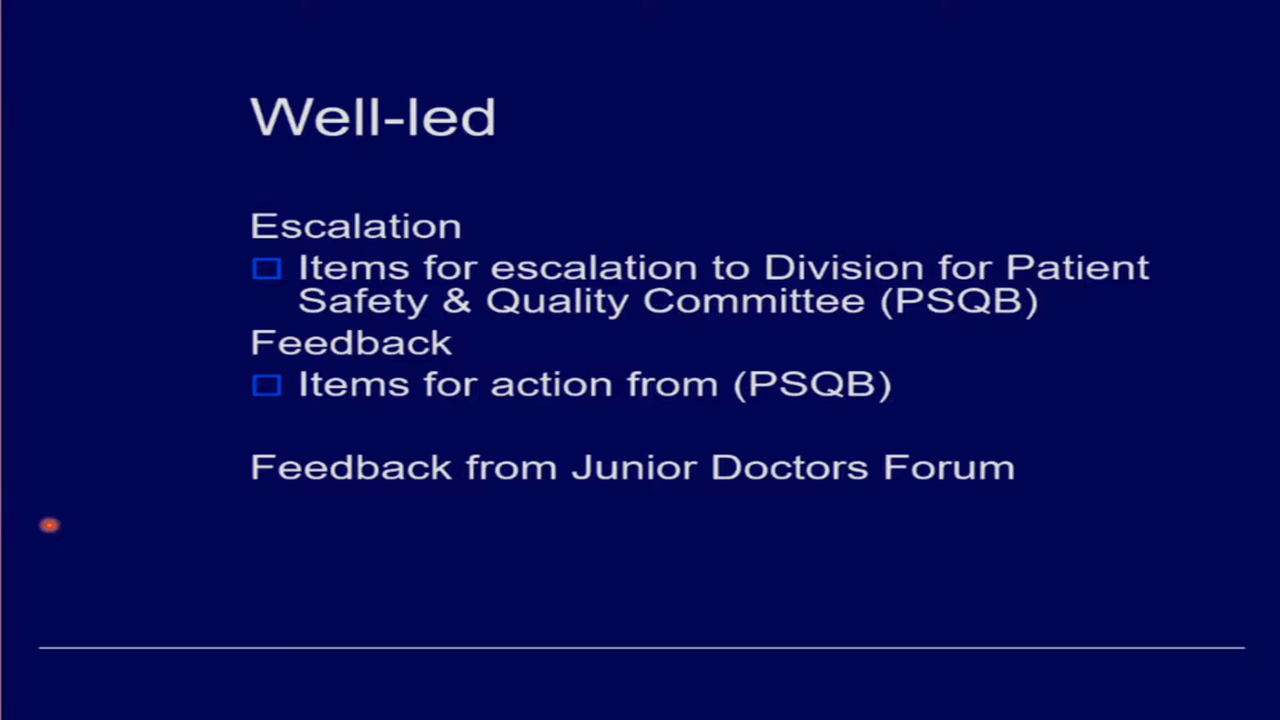 Well-led
Escalation
Items for escalation to Division for Patient
Safety & Quality Committee (PSQB)
Feedback
Items for action from (PSQB)
Feedback from Junior Doctors Forum